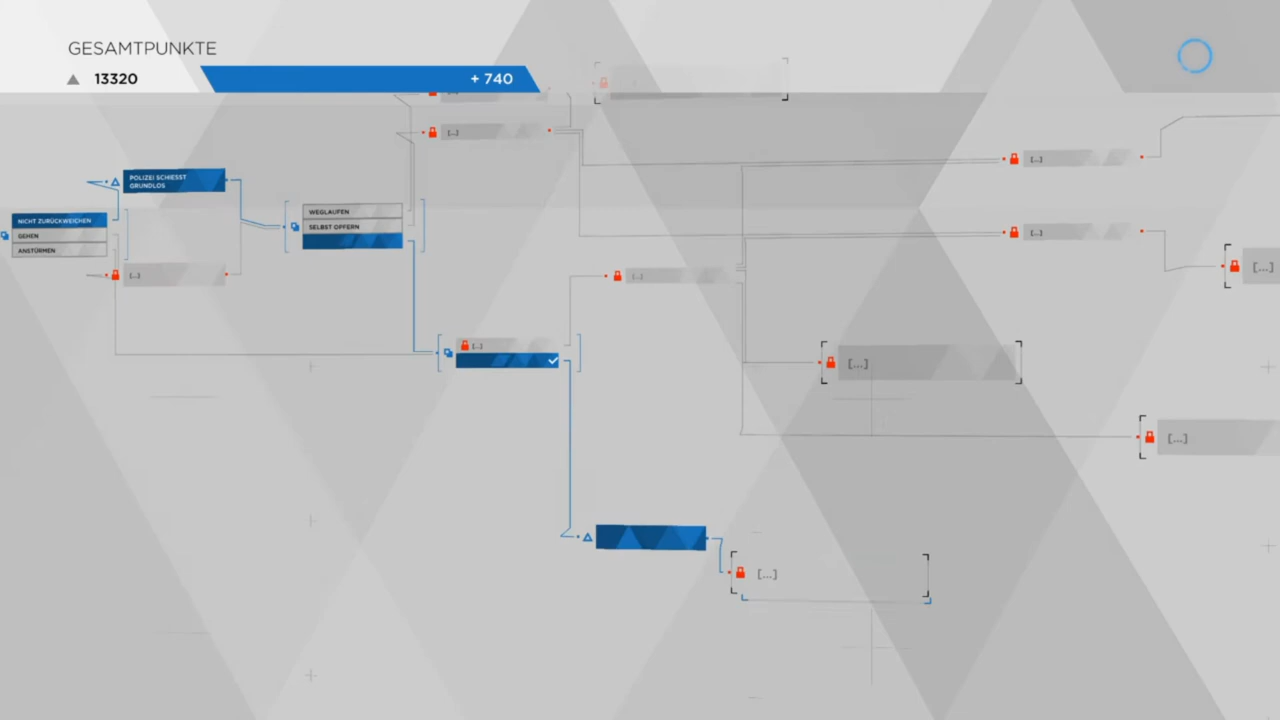 GESAMTPUNKTE
13320
+ 740
[...]
[...]
POLIZEI SCHIESST
GRUNDLOS
NICHT ZURÜCKWEICHEN
GEHEN
ANSTÜRMEN
WEGLAUFEN
SELBST OPFERN
[...]
[...]
[...]
[...]
[...]
[...]
[...]
[...]